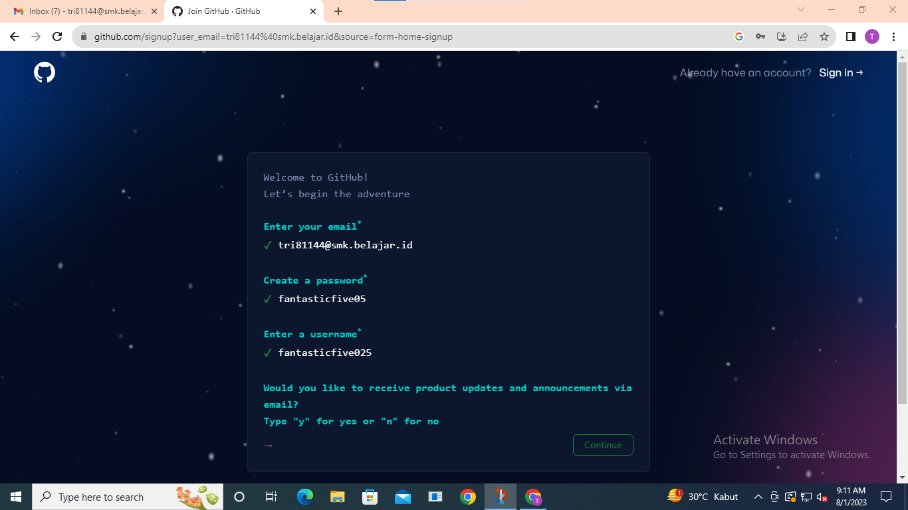 Inbox (7) - tri81144@smk.belajar
Join GitHub · GitHub
github.com/signup?user_email=tri81144%40smk.belajar.id&source=form-home-signup
T
Already have an account? Sign in →
Welcome to GitHub!
Let's begin the adventure
Enter your email*
✓ tri81144@smk.belajar.id
Create a password*
✓ fantasticfive05
Enter a username*
✓ fantasticfive025
Would you like to receive product updates and announcements via
email?
Type "y" for yes or "n" for no
→
Continue
Activate Windows
Go to Settings to activate Windows.
Type here to search
30°C Kabut
9:11 AM
8/1/2023